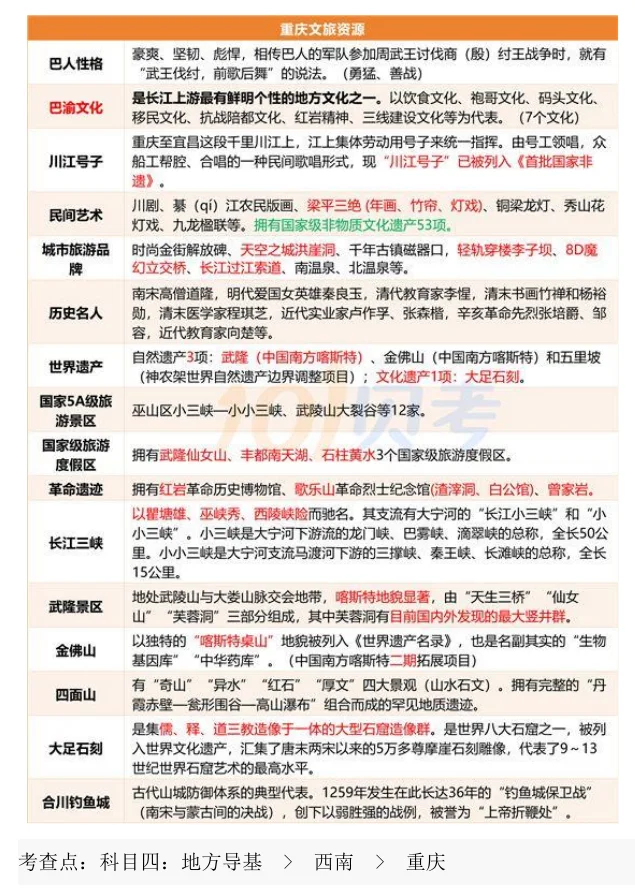 重庆文旅资源
巴人性格
豪爽、坚韧、彪悍，相传巴人的军队参加周武王讨伐商（殷）纣王战争时，就有
“武王伐纣，前歌后舞”的说法。（勇猛、善战）
巴渝文化
是长江上游最有鲜明个性的地方文化之一。以饮食文化、袍哥文化、码头文化、
移民文化、抗战陪都文化、红岩精神、三线建设文化等为代表。（7个文化）
川江号子
重庆至宜昌这段千里川江上，江上集体劳动用号子来统一指挥。由号工领唱，众
船工帮腔、合唱的一种民间歌唱形式，现“川江号子”已被列入《首批国家非
遗》。
民间艺术
川剧、綦（qí）江农民版画、梁平三绝 (年画、竹帘、灯戏)、铜梁龙灯、秀山花
灯戏、九龙楹联等。拥有国家级非物质文化遗产53项。
城市旅游品
牌
时尚金街解放碑、天空之城洪崖洞、千年古镇磁器口，轻轨穿楼李子坝、8D魔
幻立交桥、长江过江索道、南温泉、北温泉等。
历史名人
南宋高僧道隆，明代爱国女英雄秦良玉，清代教育家李惺，清末书画竹禅和杨裕
勋，清末医学家程琪芝，近代实业家卢作孚、张森楷，辛亥革命先烈张培爵、邹
容，近代教育家向楚等。
世界遗产
自然遗产3项：武隆（中国南方喀斯特）、金佛山（中国南方喀斯特）和五里坡
（神农架世界自然遗产边界调整项目）；文化遗产1项：大足石刻。
国家5A级旅
游景区
巫山区小三峡—小小三峡、武陵山大裂谷等12家。
国家级旅游
度假区
拥有武隆仙女山、丰都南天湖、石柱黄水3个国家级旅游度假区。
革命遗迹
拥有红岩革命历史博物馆、歌乐山革命烈士纪念馆(渣滓洞、白公馆)、曾家岩。
长江三峡
以瞿塘雄、巫峡秀、西陵峡险而驰名。其支流有大宁河的“长江小三峡”和“小
小三峡”。小三峡是大宁河下游流的龙门峡、巴雾峡、滴翠峡的总称，全长50公
里。小小三峡是大宁河支流马渡河下游的三撑峡、秦王峡、长滩峡的总称，全长
15公里。
武隆景区
地处武陵山与大娄山脉交会地带，喀斯特地貌显著，由“天生三桥”“仙女
山”“芙蓉洞”三部分组成，其中芙蓉洞有目前国内外发现的最大竖井群。
金佛山
以独特的“喀斯特桌山”地貌被列入《世界遗产名录》，也是名副其实的“生物
基因库”“中华药库”。（中国南方喀斯特二期拓展项目）
四面山
有“奇山”“异水”“红石”“厚文”四大景观（山水石文）。拥有完整的“丹
霞赤壁—瓮形围谷—高山瀑布”组合而成的罕见地质遗迹。
大足石刻
是集儒、释、道三教造像于一体的大型石窟造像群。是世界八大石窟之一，被列
入世界文化遗产，汇集了唐末两宋以来的5万多尊摩崖石刻雕像，代表了9～13
世纪世界石窟艺术的最高水平。
合川钓鱼城
古代山城防御体系的典型代表。1259年发生在此长达36年的“钓鱼城保卫战”
（南宋与蒙古间的决战），创下以弱胜强的战例，被誉为“上帝折鞭处”。
101贝考
考查点：科目四：地方导基 > 西南 > 重庆